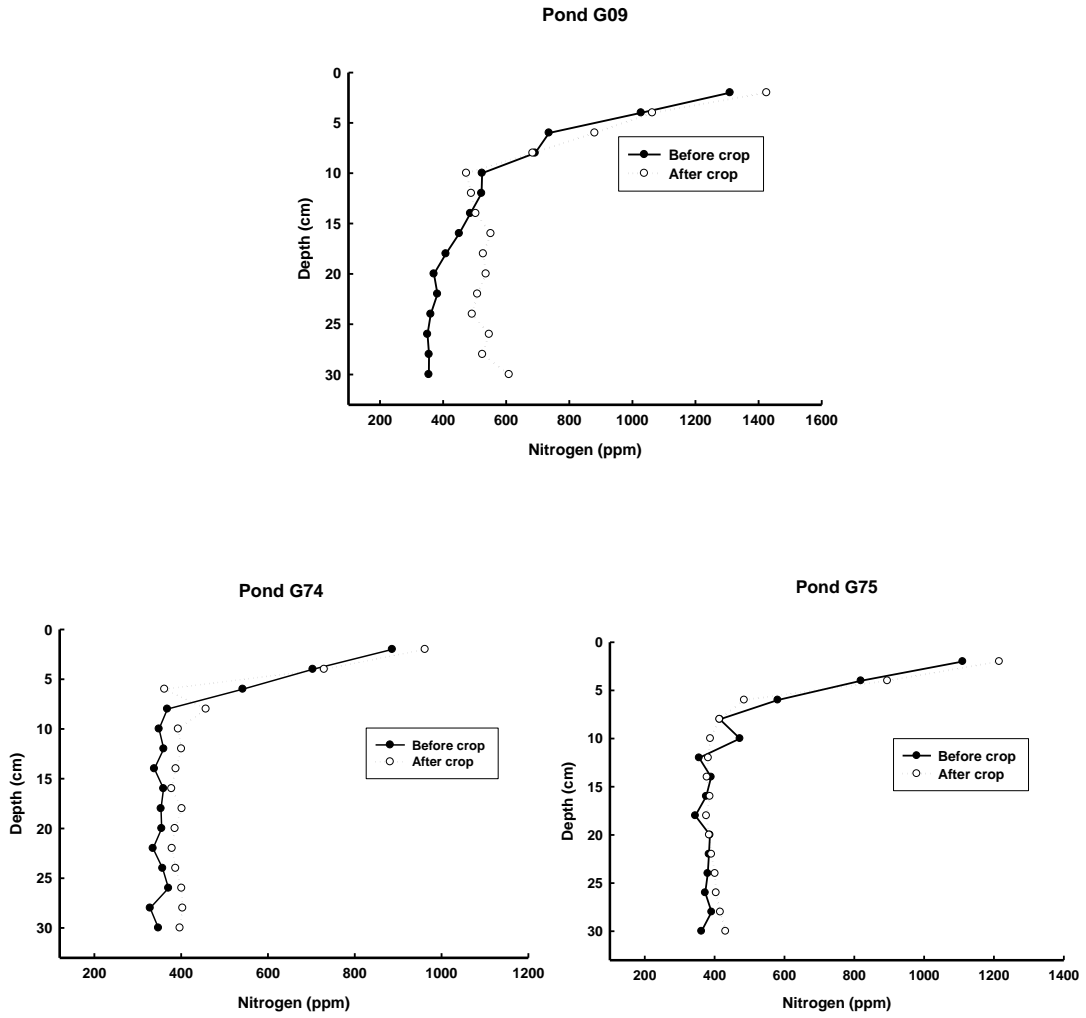 Pond G09
0
5
10
15
20
25
30
Depth (cm)
Before crop
After crop
200 400 600 800 1000 1200 1400 1600
Nitrogen (ppm)
Pond G74
0
5
10
15
20
25
30
Depth (cm)
Before crop
After crop
200 400 600 800 1000 1200
Nitrogen (ppm)
Pond G75
0
5
10
15
20
25
30
Depth (cm)
Before crop
After crop
200 400 600 800 1000 1200 1400
Nitrogen (ppm)